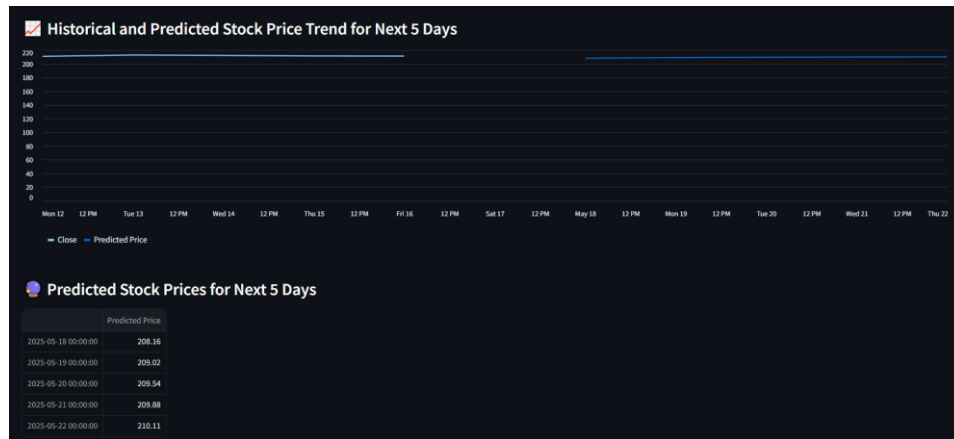 📈 Historical and Predicted Stock Price Trend for Next 5 Days
220
200
180
160
140
120
100
80
60
40
20
0
Mon 12 12 PM Tue 13 12 PM Wed 14 12 PM Thu 15 12 PM Fri 16 12 PM Sat 17 12 PM May 18 12 PM Mon 19 12 PM Tue 20 12 PM Wed 21 12 PM Thu 22
Close Predicted Price
🔮 Predicted Stock Prices for Next 5 Days
Predicted Price
2025-05-18 00:00:00 208.16
2025-05-19 00:00:00 209.02
2025-05-20 00:00:00 209.54
2025-05-21 00:00:00 209.88
2025-05-22 00:00:00 210.11